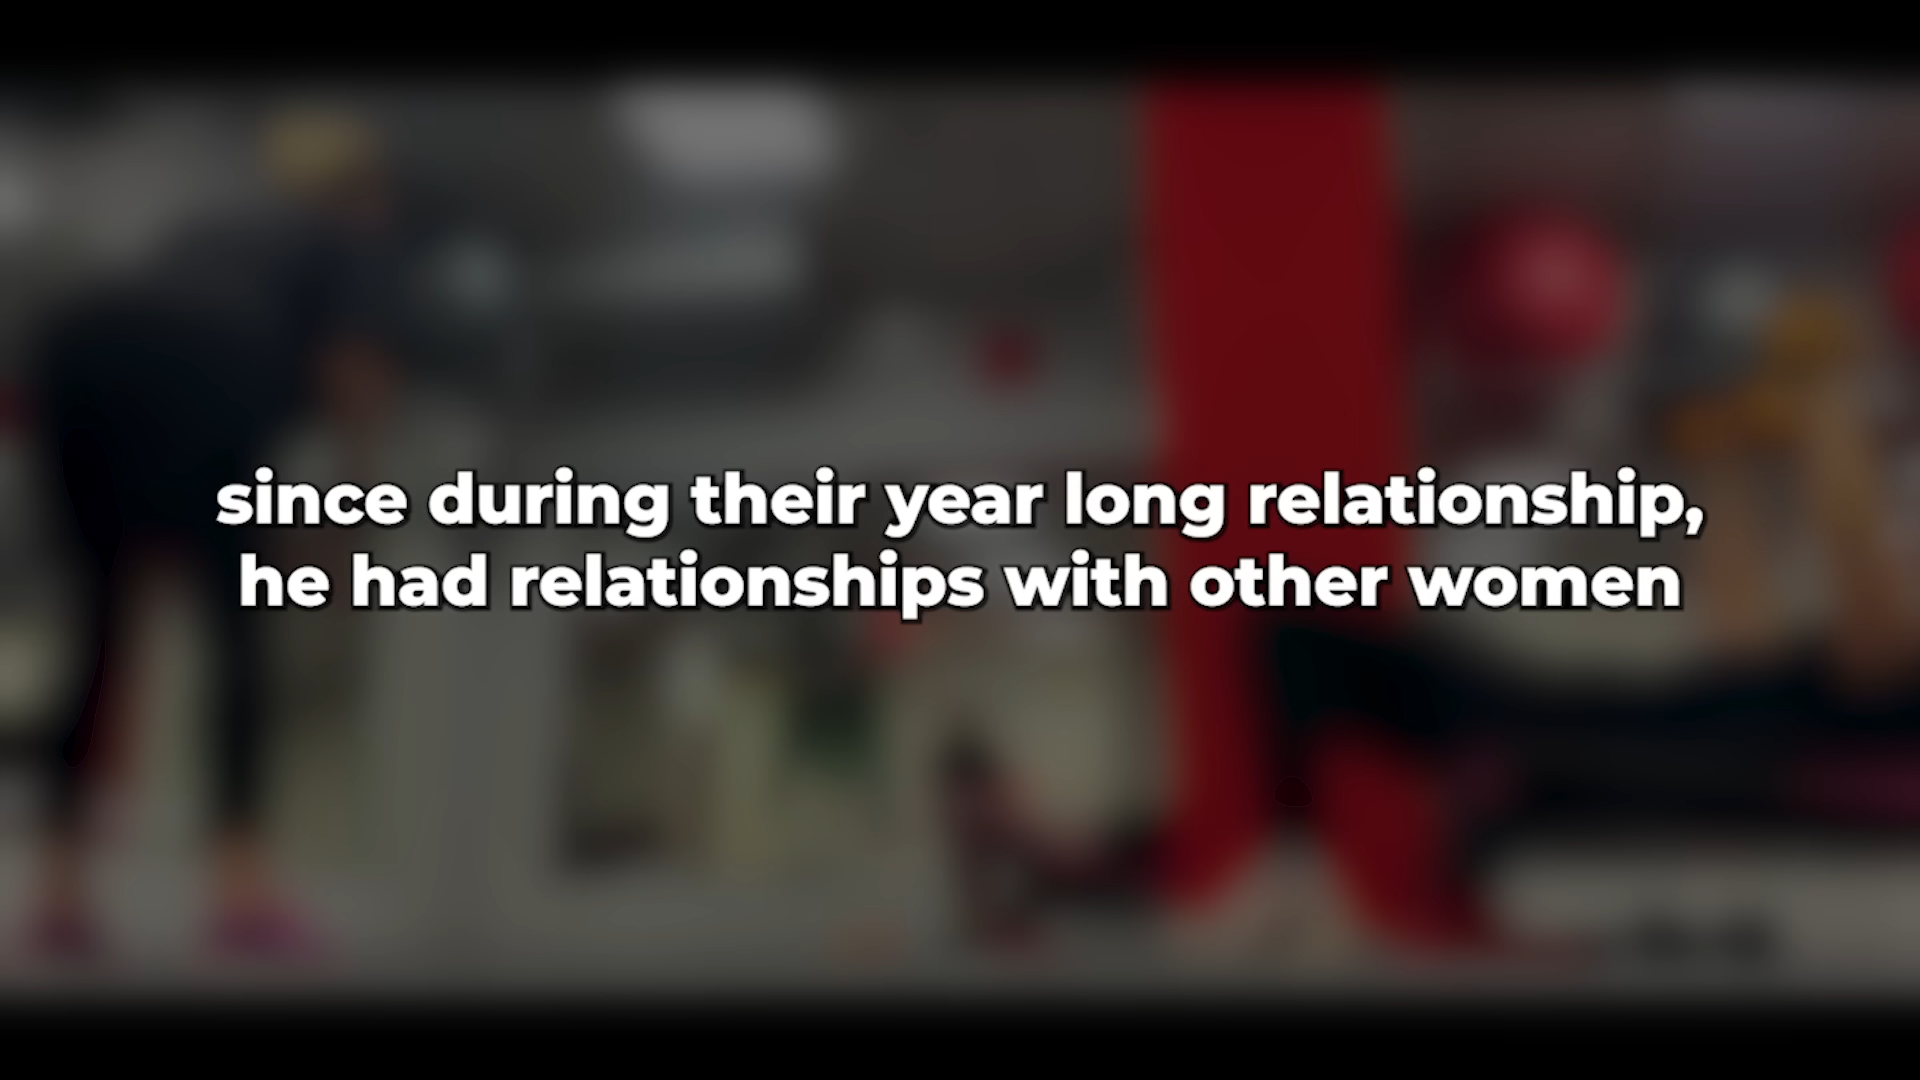 since during their year long relationship,
he had relationships with other women